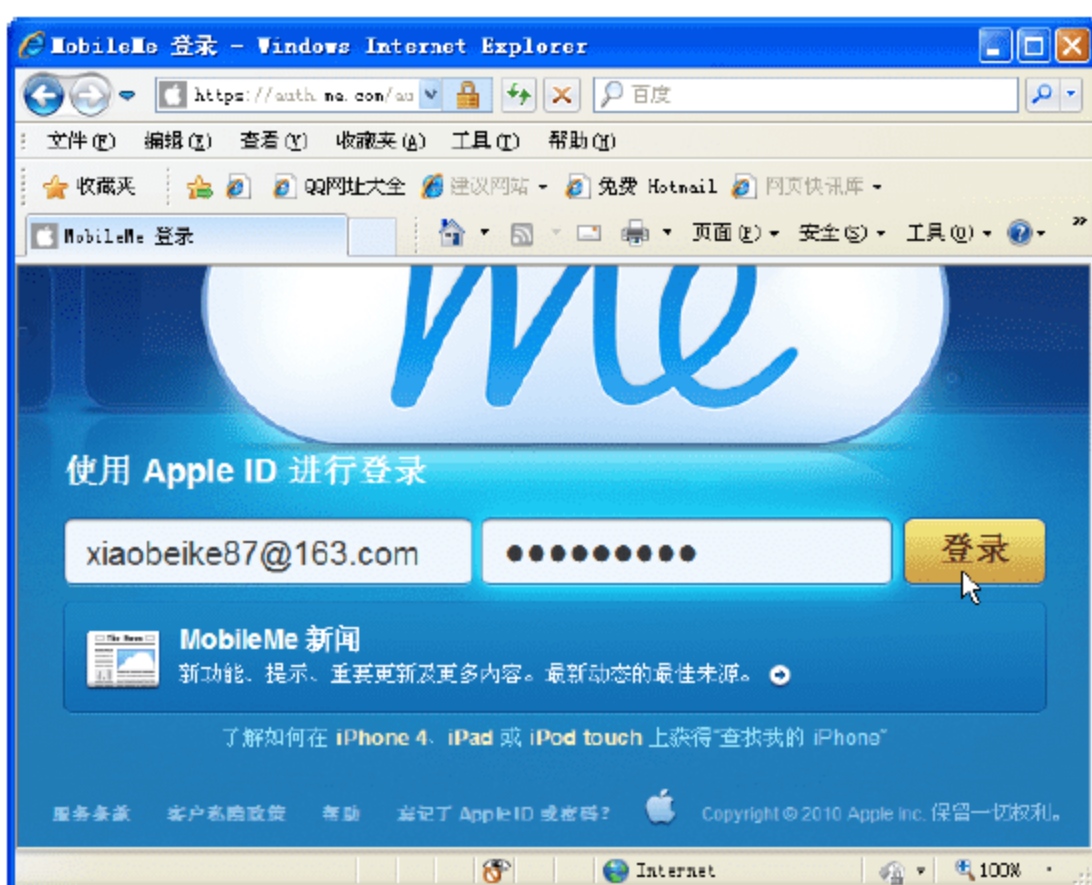 MobileMe 登录 - Windows Internet Explorer
https://auth.me.com/au
百度
文件(F) 编辑(E) 查看(V) 收藏夹(A) 工具(T) 帮助(H)
收藏夹 QQ网址大全 建议网站 免费 Hotmail 网页快讯库
MobileMe 登录 页面(P) 安全(S) 工具(O) »
me
使用 Apple ID 进行登录
xiaobeike87@163.com ●●●●●●●●● 登录
MobileMe 新闻
新功能、提示、重要更新及更多内容。最新动态的最佳来源。
了解如何在 iPhone 4、iPad 或 iPod touch 上获得"查找我的 iPhone"
服务条款 客户私隐政策 帮助 忘记了 Apple ID 或密码? Copyright © 2010 Apple Inc. 保留一切权利。
Internet 100%